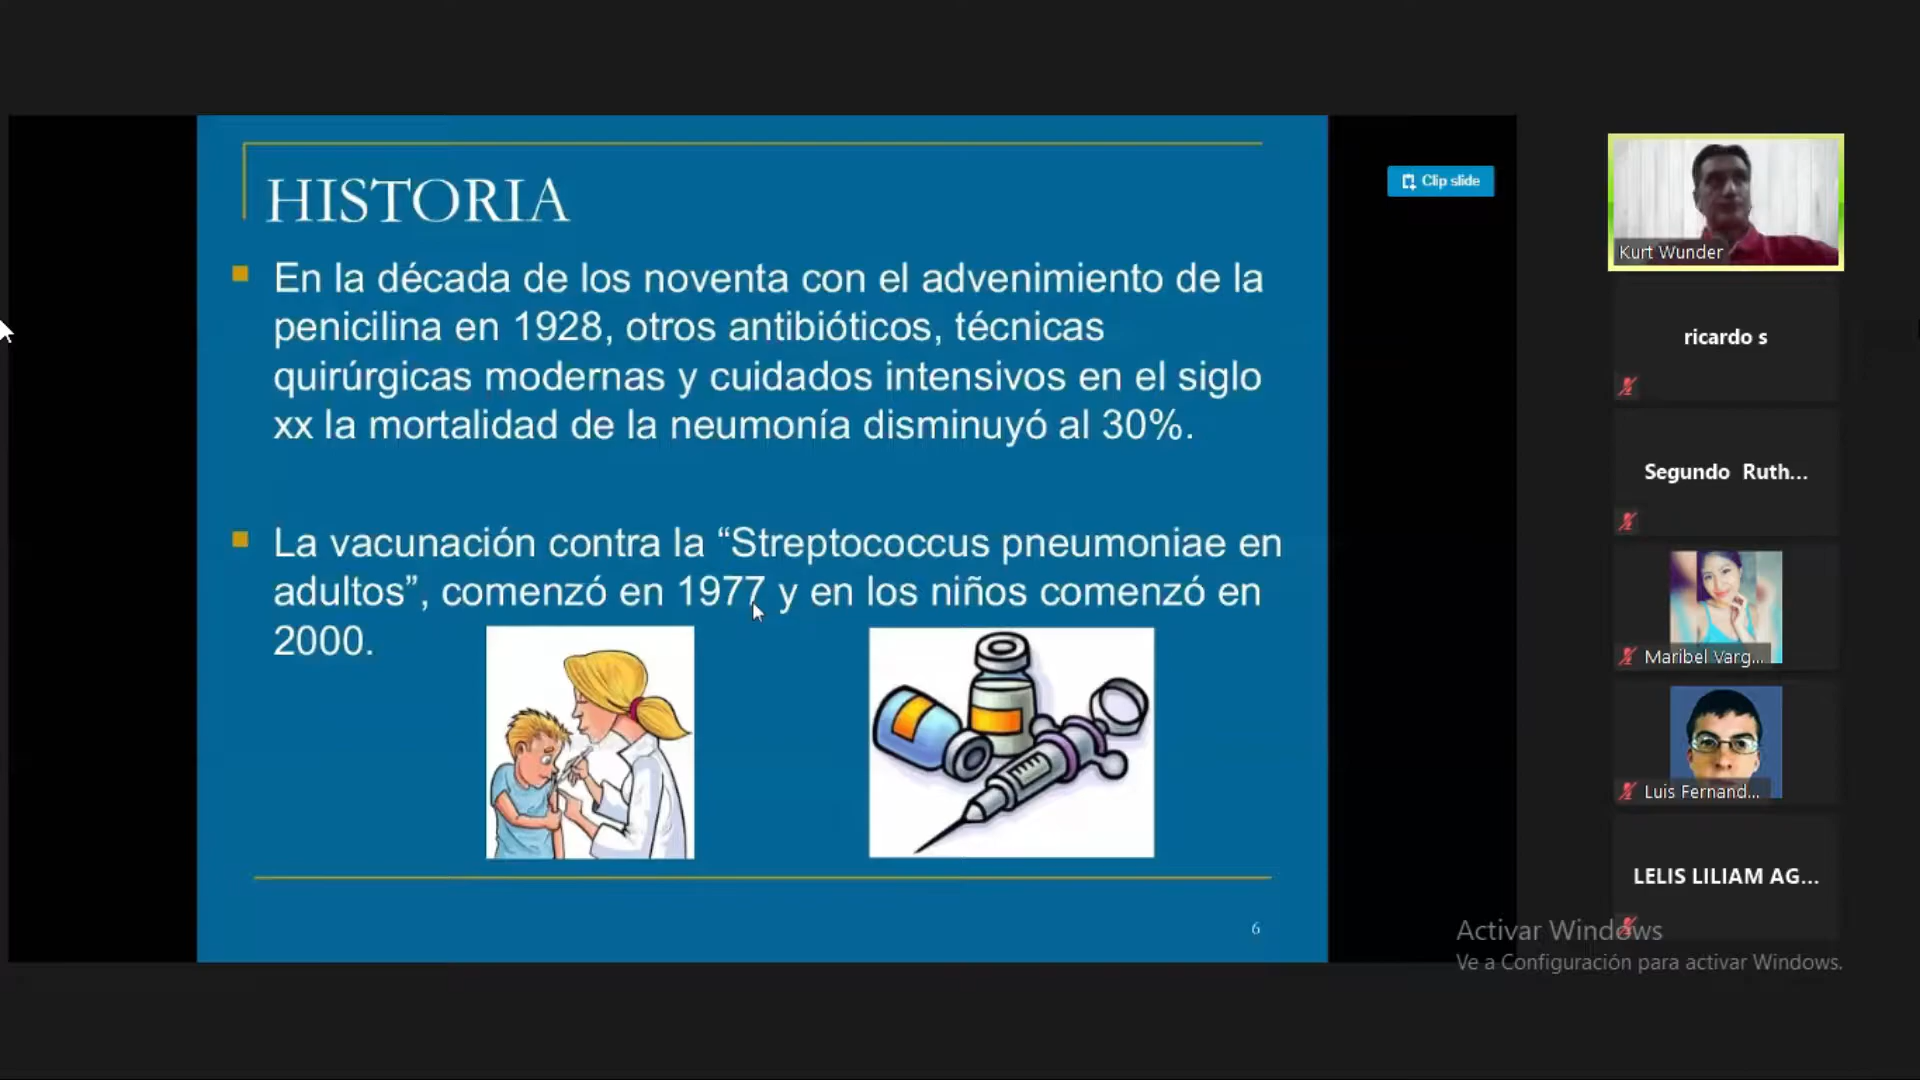 HISTORIA
En la década de los noventa con el advenimiento de la
penicilina en 1928, otros antibióticos, técnicas
quirúrgicas modernas y cuidados intensivos en el siglo
xx la mortalidad de la neumonía disminuyó al 30%.
La vacunación contra la “Streptococcus pneumoniae en
adultos”, comenzó en 1977 y en los niños comenzó en
2000.
6
Clip slide
Kurt Wunder
ricardo s
Segundo Ruth...
Maribel Varg...
Luis Fernand...
LELIS LILIAM AG...
Activar Windows
Ve a Configuración para activar Windows.